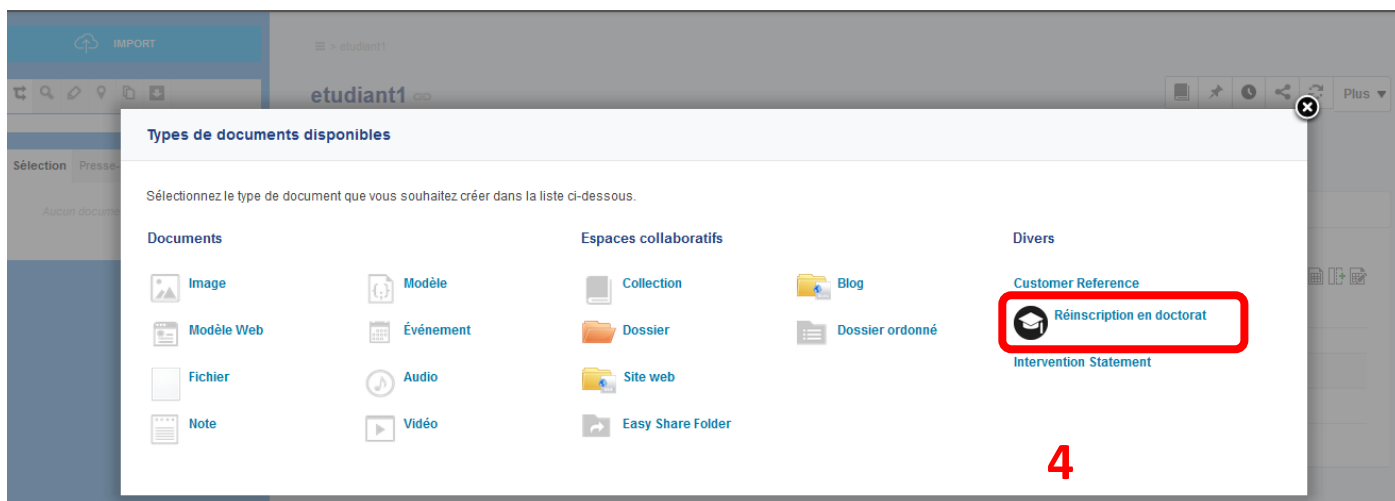 IMPORT
☰ > etudiant1
etudiant1
Plus ▼
Types de documents disponibles
Sélection Presse-
Sélectionnez le type de document que vous souhaitez créer dans la liste ci-dessous.
Aucun docume
Documents
Espaces collaboratifs
Divers
Image
Modèle
Collection
Blog
Customer Reference
Modèle Web
Événement
Dossier
Dossier ordonné
Réinscription en doctorat
Fichier
Audio
Site web
Intervention Statement
Note
Vidéo
Easy Share Folder
4